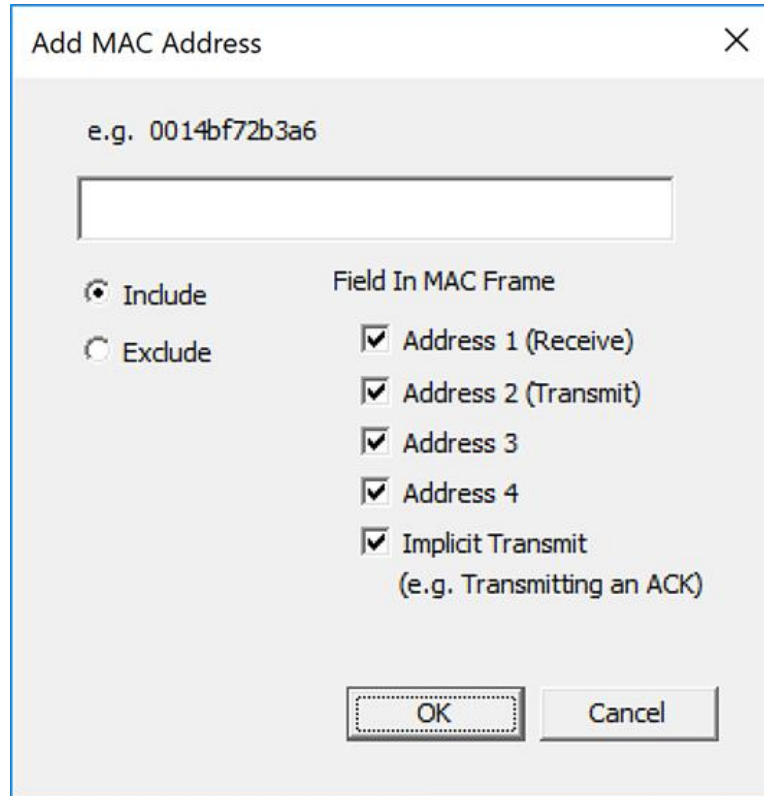 Add MAC Address
e.g. 0014bf72b3a6
Include
Exclude
Field In MAC Frame
Address 1 (Receive)
Address 2 (Transmit)
Address 3
Address 4
Implicit Transmit
(e.g. Transmitting an ACK)
OK
Cancel